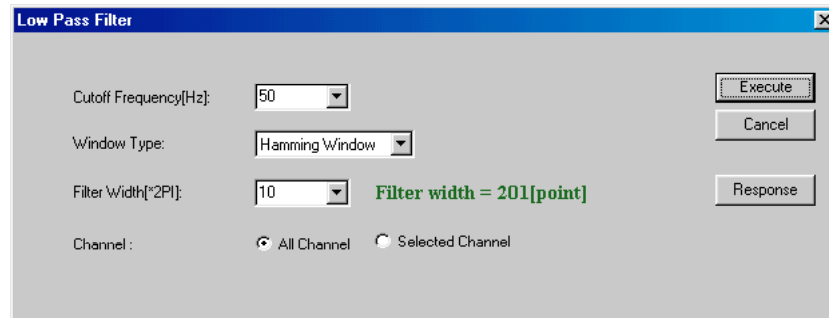 Low Pass Filter
Cutoff Frequency[Hz]: 50
Execute
Cancel
Window Type: Hamming Window
Filter Width[*2PI]: 10 Filter width = 201[point]
Response
Channel : All Channel Selected Channel